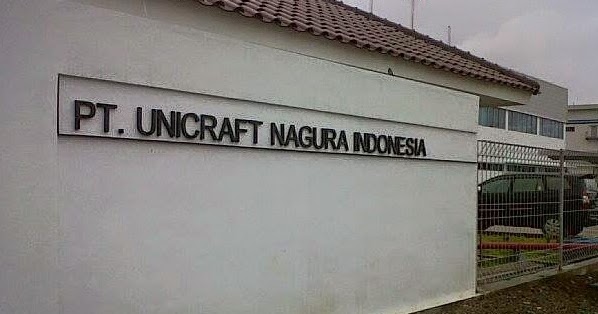 PT. UNICRAFT NAGURA INDONESIA